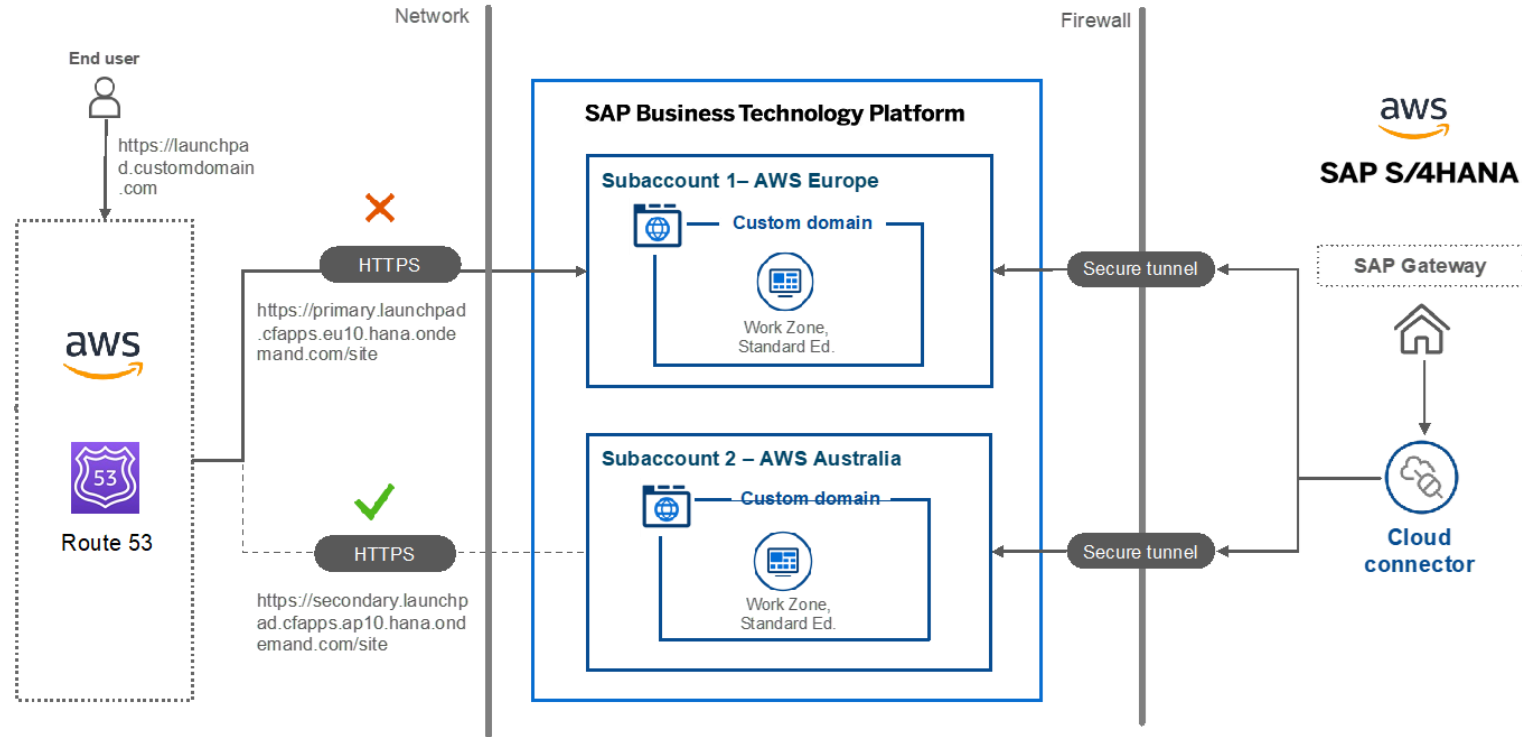 Network
Firewall
End user
https://launchpa
d.customdomain
.com
aws
53
Route 53
HTTPS
https://primary.launchpad
.cfapps.eu10.hana.onde
mand.com/site
HTTPS
https://secondary.launchp
ad.cfapps.ap10.hana.ond
emand.com/site
SAP Business Technology Platform
Subaccount 1– AWS Europe
Custom domain
Work Zone,
Standard Ed.
Subaccount 2 – AWS Australia
Custom domain
Work Zone,
Standard Ed.
Secure tunnel
Secure tunnel
aws
SAP S/4HANA
SAP Gateway
Cloud
connector